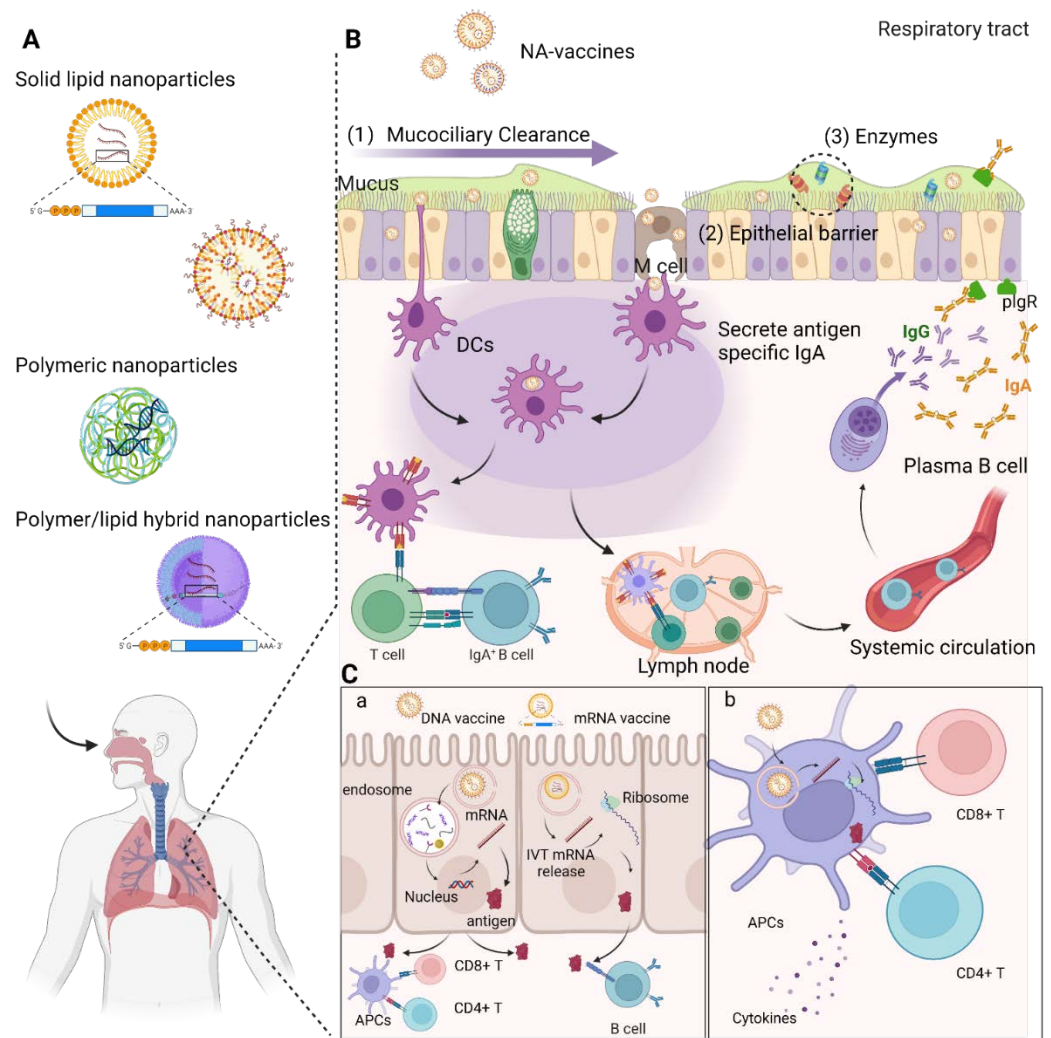 A
Solid lipid nanoparticles
5' G
P P P
AAA- 3'
Polymeric nanoparticles
Polymer/lipid hybrid nanoparticles
5' G
P P P
AAA- 3'
B
NA-vaccines
Respiratory tract
(1) Mucociliary Clearance
(3) Enzymes
Mucus
(2) Epithelial barrier
M cell
DCs
Secrete antigen
specific IgA
pIgR
IgG
IgA
Plasma B cell
T cell
IgA⁺ B cell
Lymph node
Systemic circulation
C
a
DNA vaccine
mRNA vaccine
endosome
mRNA
Ribosome
IVT mRNA
release
Nucleus
antigen
CD8+ T
CD4+ T
APCs
B cell
b
CD8+ T
APCs
CD4+ T
Cytokines